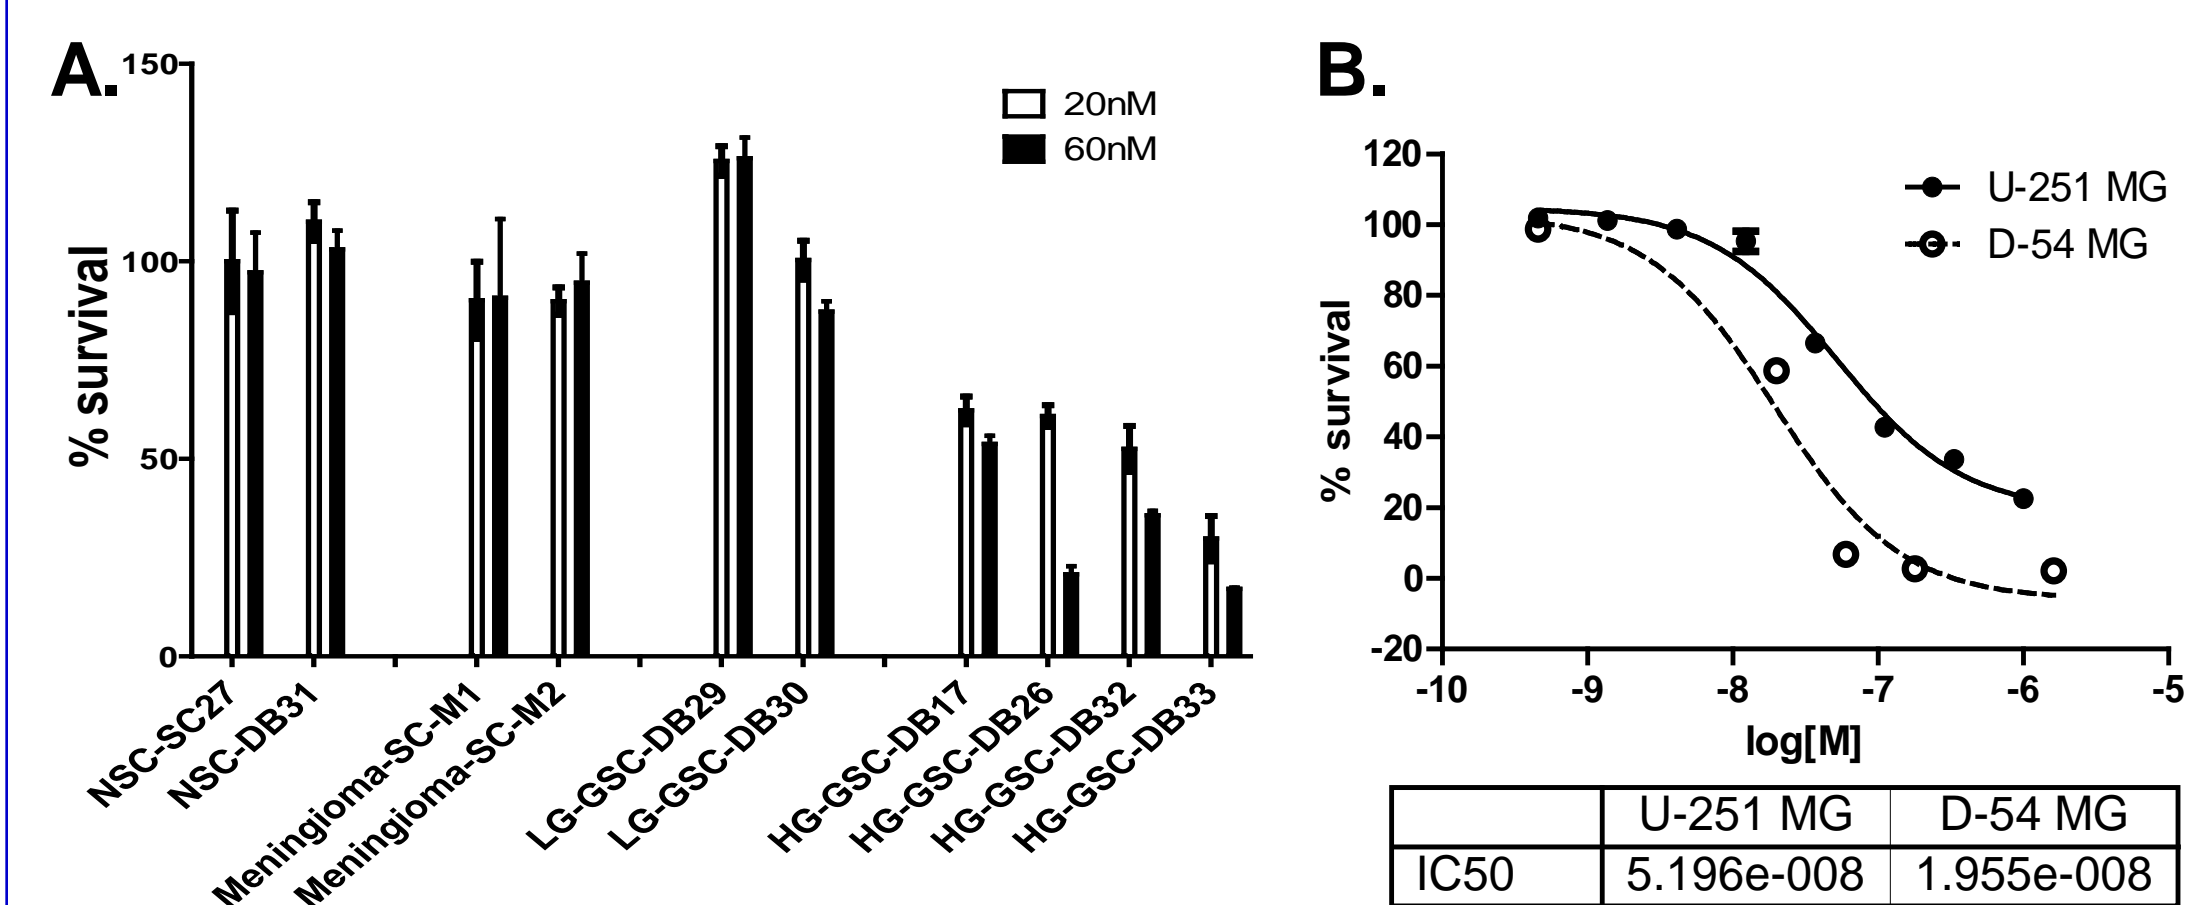 A.
150
100
50
0
% survival
20nM
60nM
NSC-SC27
NSC-DB31
Meningioma-SC-M1
Meningioma-SC-M2
LG-GSC-DB29
LG-GSC-DB30
HG-GSC-DB17
HG-GSC-DB26
HG-GSC-DB32
HG-GSC-DB33
B.
120
100
80
60
40
20
0
-20
% survival
U-251 MG
D-54 MG
-10 -9 -8 -7 -6 -5
log[M]
U-251 MG D-54 MG
IC50 5.196e-008 1.955e-008